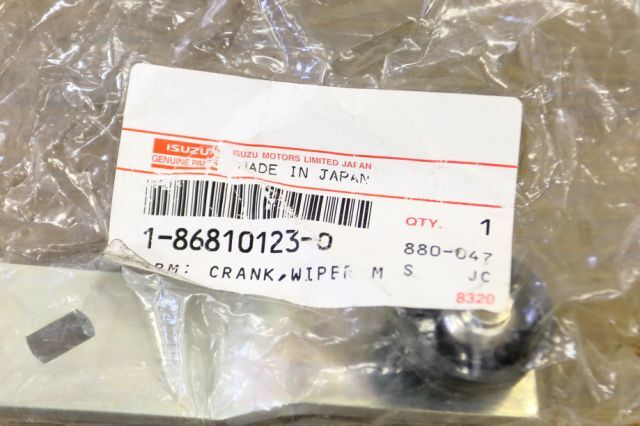 ISUZU
GENUINE PARTS
ISUZU MOTORS LIMITED JAPAN
MADE IN JAPAN
QTY. 1
1-86810123-0
880-047
RM: CRANK, WIPER M S JC
8320